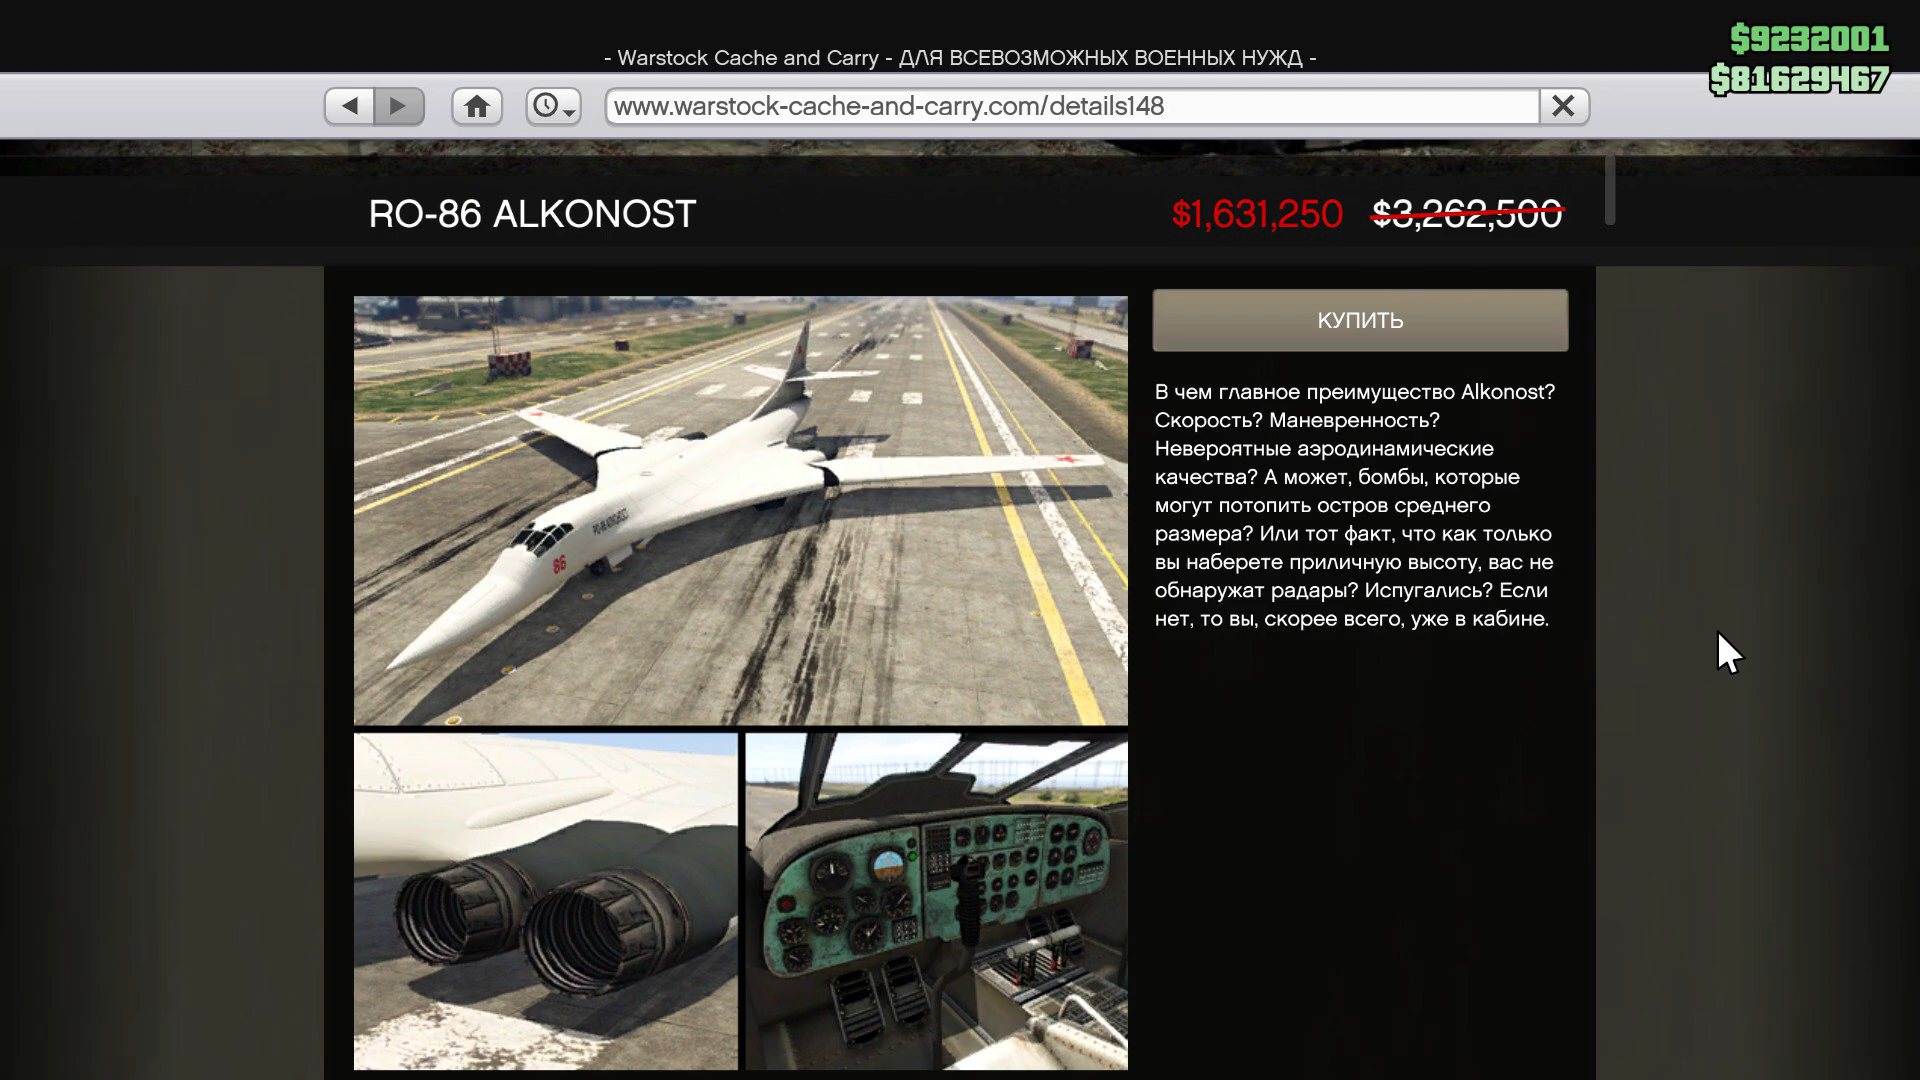 - Warstock Cache and Carry - ДЛЯ ВСЕВОЗМОЖНЫХ ВОЕННЫХ НУЖД -
$9232001
$81629467
www.warstock-cache-and-carry.com/details148
RO-86 ALKONOST
$1,631,250 $3,262,500
КУПИТЬ
В чем главное преимущество Alkonost?
Скорость? Маневренность?
Невероятные аэродинамические
качества? А может, бомбы, которые
могут потопить остров среднего
размера? Или тот факт, что как только
вы наберете приличную высоту, вас не
обнаружат радары? Испугались? Если
нет, то вы, скорее всего, уже в кабине.
86